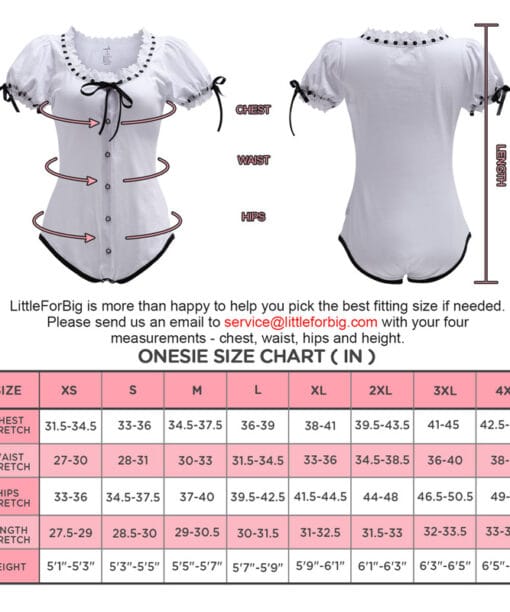 CHEST
WAIST
HIPS
LENGTH
LittleForBig is more than happy to help you pick the best fitting size if needed.
Please send us an email to service@littleforbig.com with your four
measurements - chest, waist, hips and height.
ONESIE SIZE CHART ( IN )
SIZE XS S M L XL 2XL 3XL 4X
HEST TRETCH 31.5-34.5 33-36 34.5-37.5 36-39 38-41 39.5-43.5 41-45 42.5-
AIST TRETCH 27-30 28-31 30-33 31.5-34.5 33-36 34.5-38.5 36-40 38-
HIPS TRETCH 33-36 34.5-37.5 37-40 39.5-42.5 41.5-44.5 44-48 46.5-50.5 49-
NGTH TRETCH 27.5-29 28.5-30 29-30.5 30-31.5 31-32.5 31.5-33 32-33.5 33-3
EIGHT 5'1"-5'3" 5'3"-5'5" 5'5"-5'7" 5'7"-5'9" 5'9"-6'1" 6'1"-6'3" 6'3"-6'5" 6'5"-